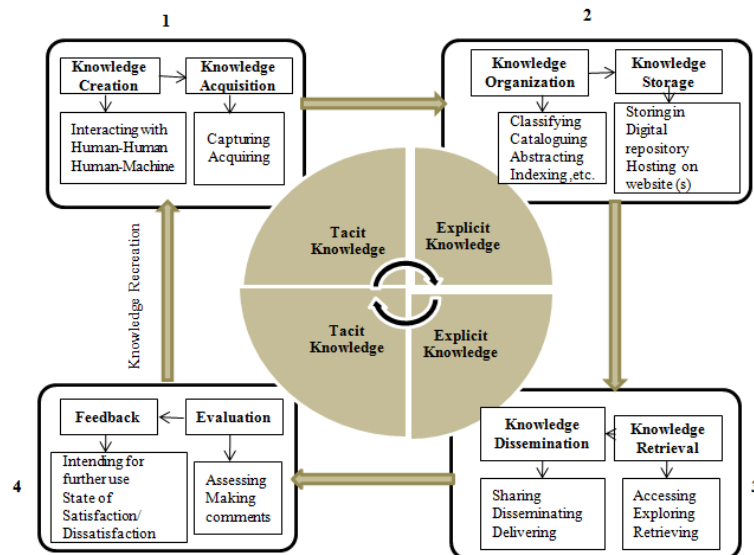 1
Knowledge
Creation
Knowledge
Acquisition
Interacting with
Human-Human
Human-Machine
Capturing
Acquiring
2
Knowledge
Organization
Knowledge
Storage
Classifying
Cataloguing
Abstracting
Indexing ,etc.
Storing in
Digital
repository
Hosting on
website (s)
Tacit
Knowledge
Explicit
Knowledge
Tacit
Knowledge
Explicit
Knowledge
Knowledge Recreation
Knowledge
Dissemination
Knowledge
Retrieval
Sharing
Disseminating
Delivering
Accessing
Exploring
Retrieving
3
4
Feedback
Evaluation
Intending for
further use
State of
Satisfaction/
Dissatisfaction
Assessing
Making
comments